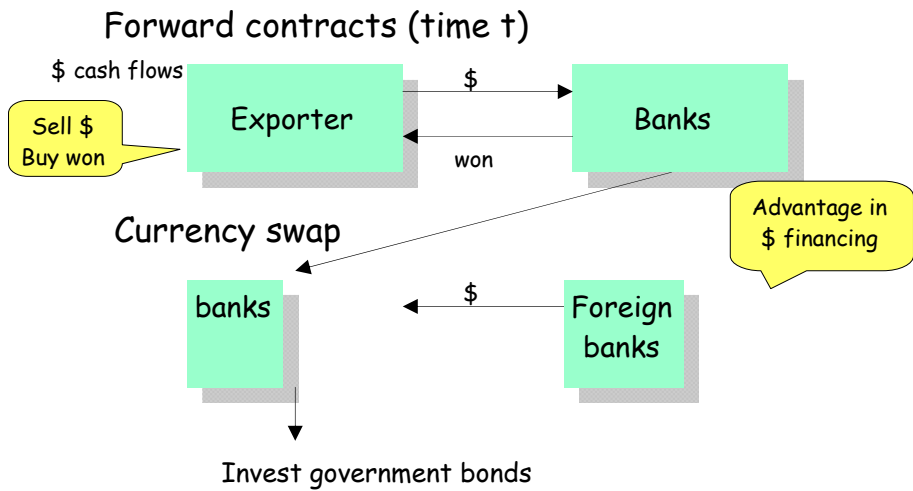 Forward contracts (time t)
$ cash flows
Sell $
Buy won
Exporter
$
won
Banks
Advantage in
$ financing
Currency swap
banks
$
Foreign
banks
Invest government bonds